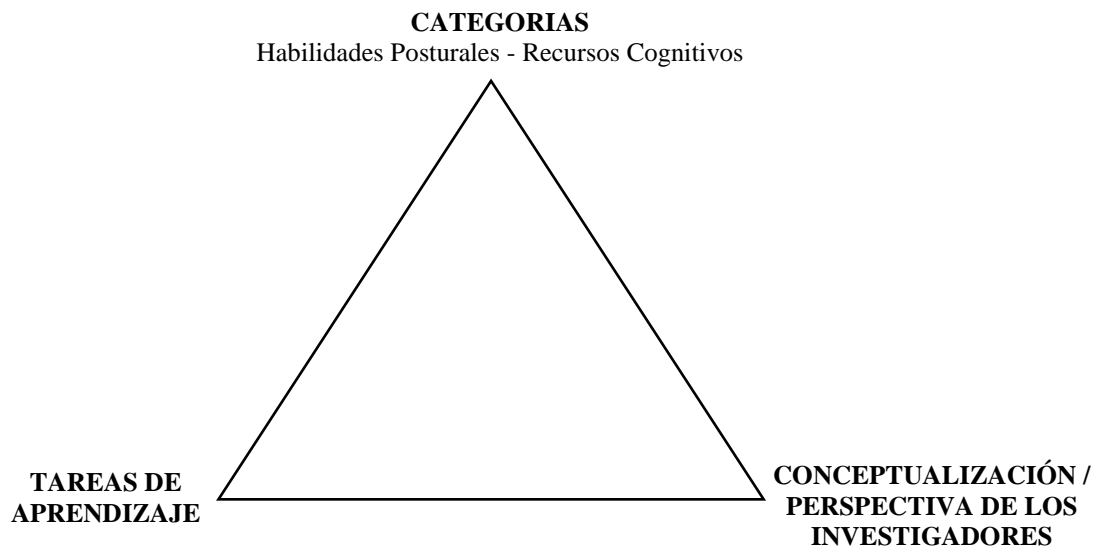 CATEGORIAS
Habilidades Posturales - Recursos Cognitivos
TAREAS DE
APRENDIZAJE
CONCEPTUALIZACIÓN /
PERSPECTIVA DE LOS
INVESTIGADORES